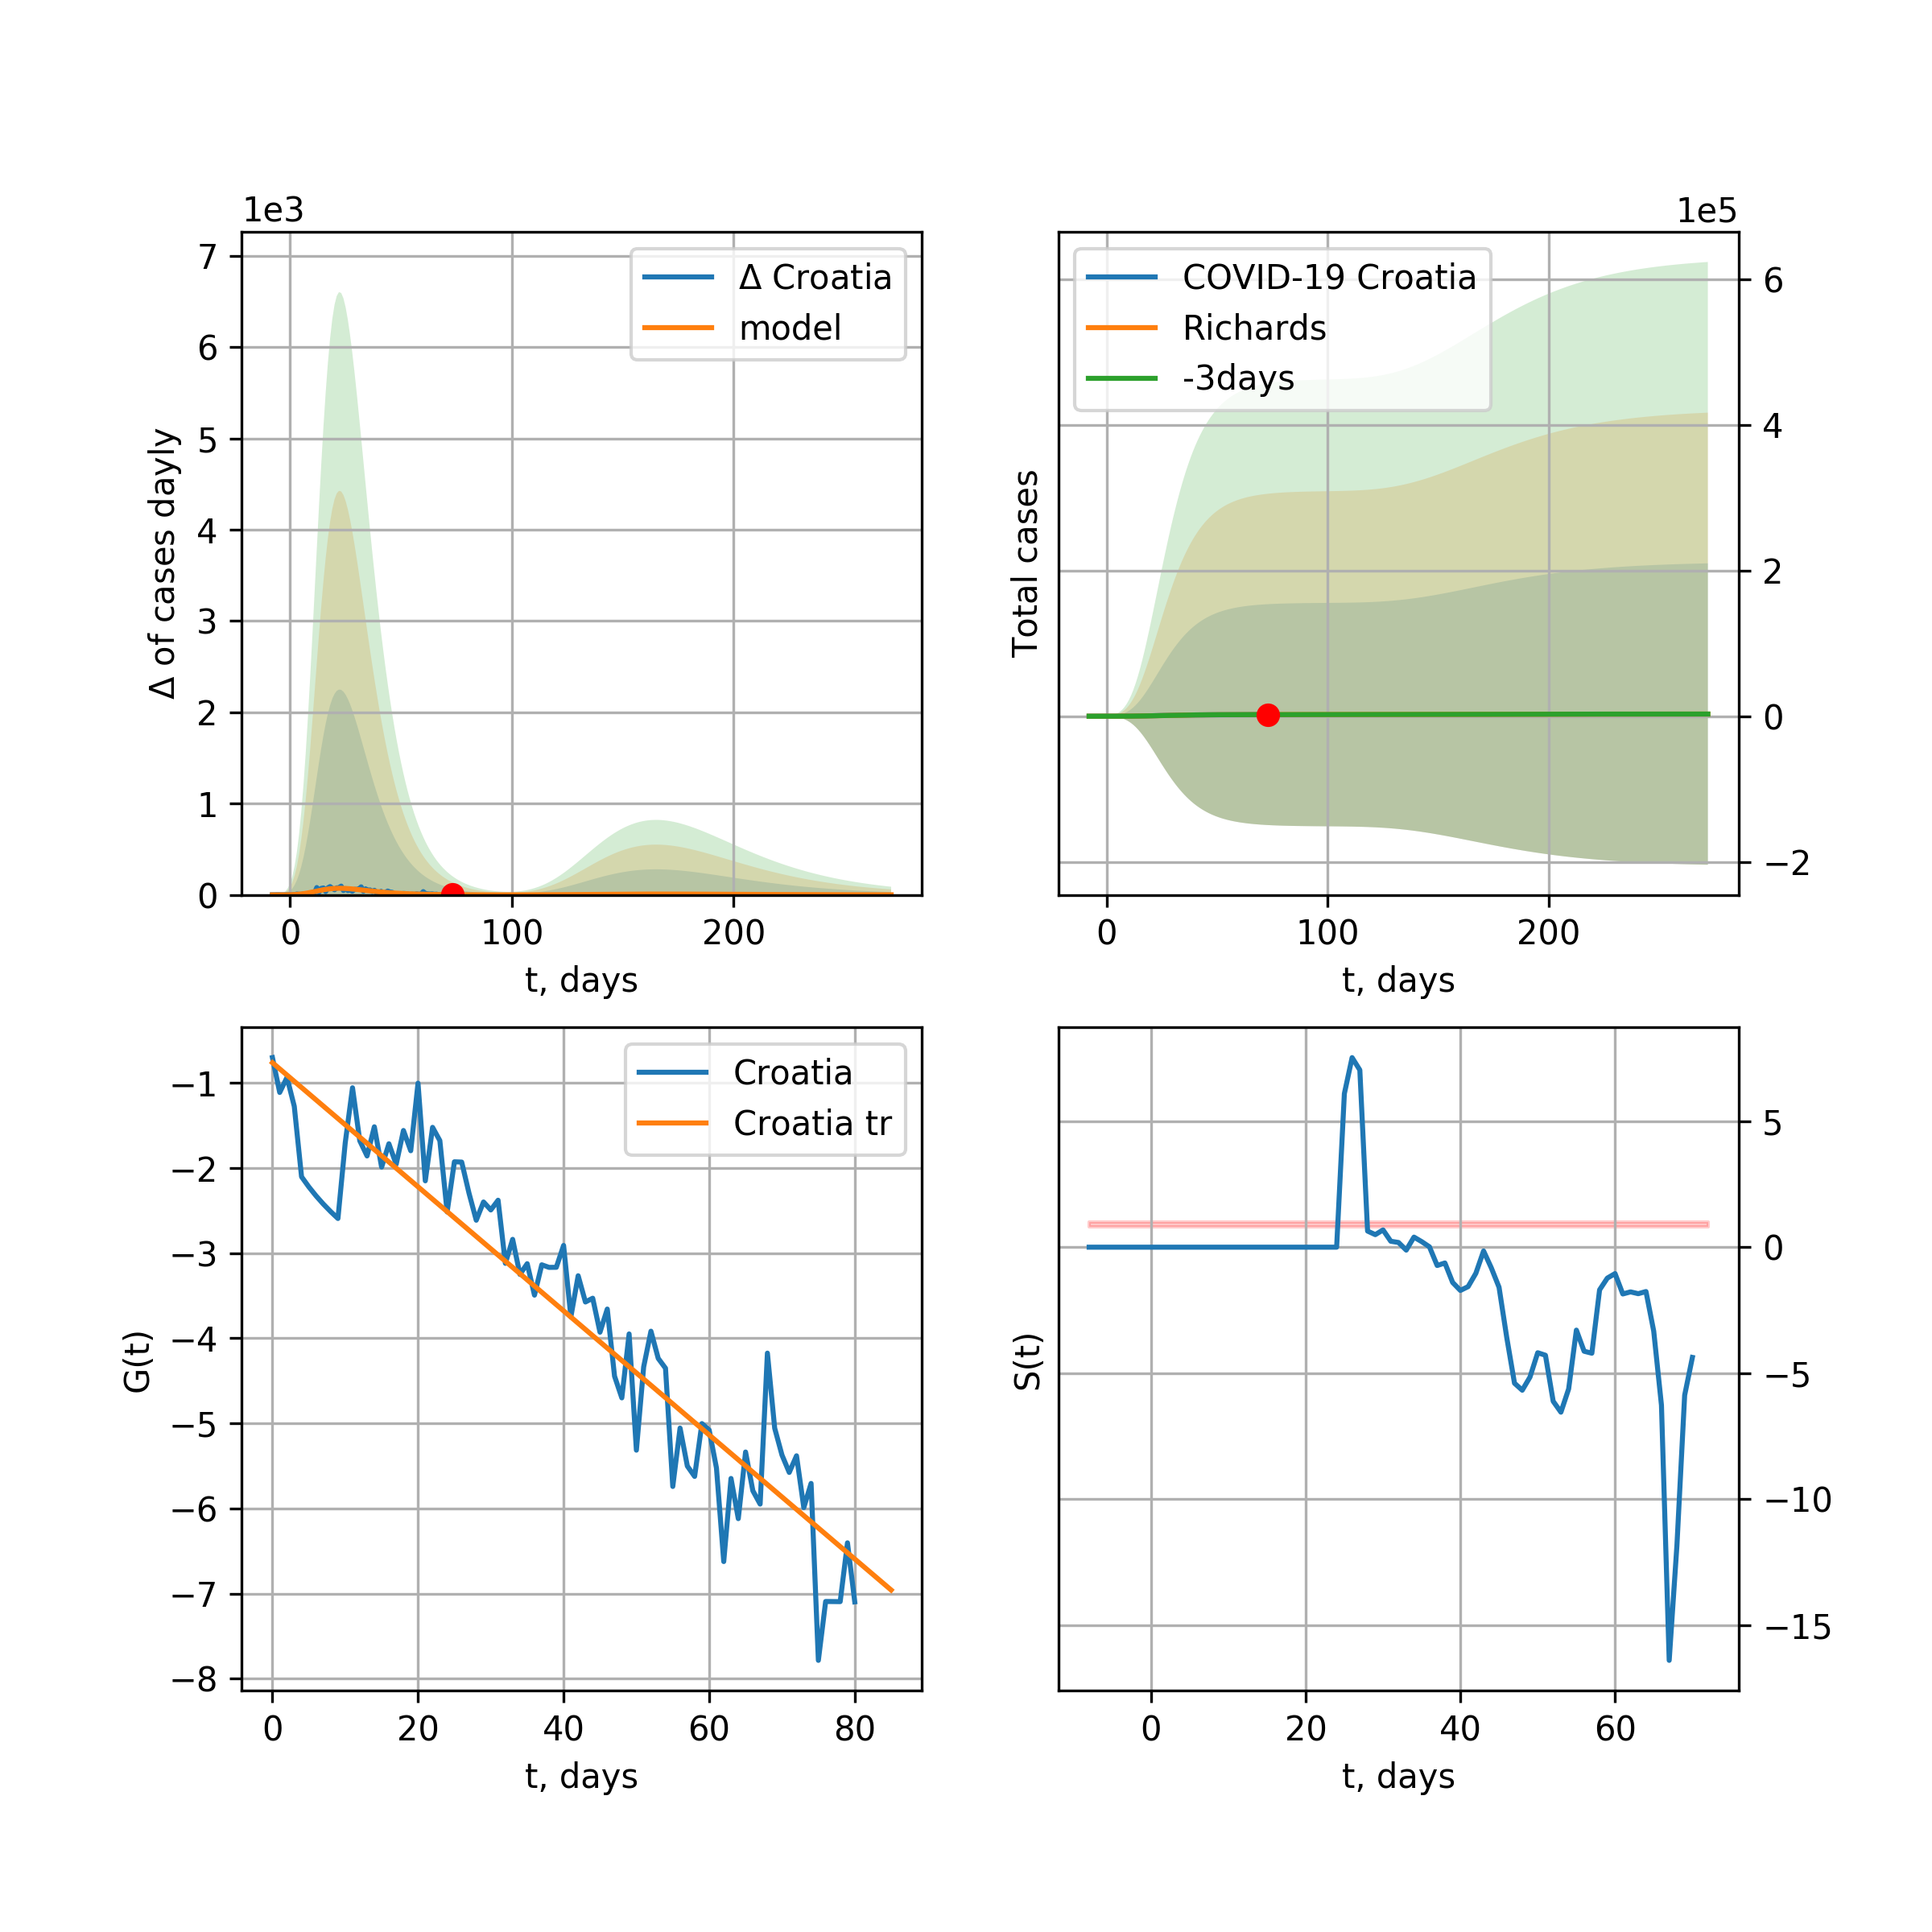 1e3
7
6
5
4
3
2
1
0
Δ of cases dayly
0 100 200
t, days
Δ Croatia
model
1e5
6
4
2
0
−2
Total cases
0 100 200
t, days
COVID-19 Croatia
Richards
-3days
−1
−2
−3
−4
−5
−6
−7
−8
G(t)
0 20 40 60 80
t, days
Croatia
Croatia tr
5
0
−5
−10
−15
S(t)
0 20 40 60
t, days